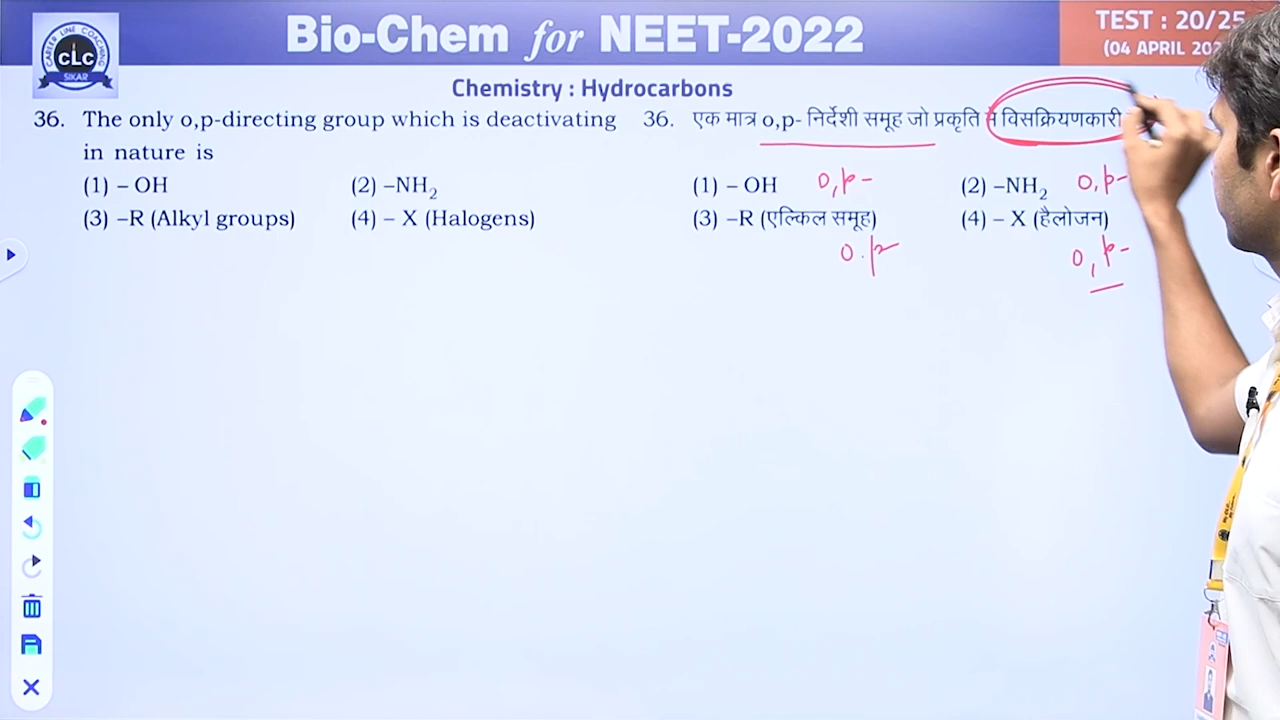 CAREER LINE COACHING
CLC
SIKAR
Bio-Chem for NEET-2022
TEST : 20/25
(04 APRIL 202
Chemistry : Hydrocarbons
36. The only o,p-directing group which is deactivating
in nature is
(1) – OH (2) –NH₂
(3) –R (Alkyl groups) (4) – X (Halogens)
36. एक मात्र o,p- निर्देशी समूह जो प्रकृति में विसक्रियणकारी
(1) – OH o,p- (2) –NH₂ o,p-
(3) –R (एल्किल समूह) (4) – X (हैलोजन)
o.p- o,p-